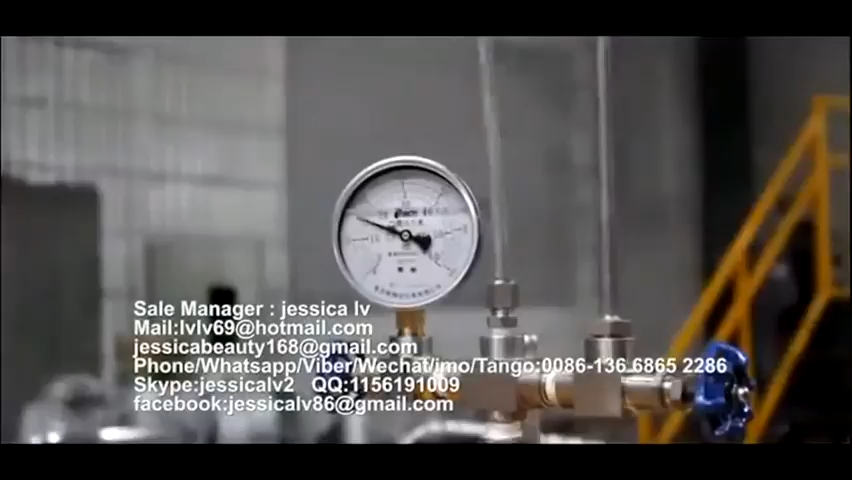 Sale Manager : jessica lv
Mail:lvlv69@hotmail.com
jessicabeauty168@gmail.com
Phone/Whatsapp/Viber/Wechat/imo/Tango:0086-136 6865 2286
Skype:jessicalv2 QQ:1156191009
facebook:jessicalv86@gmail.com